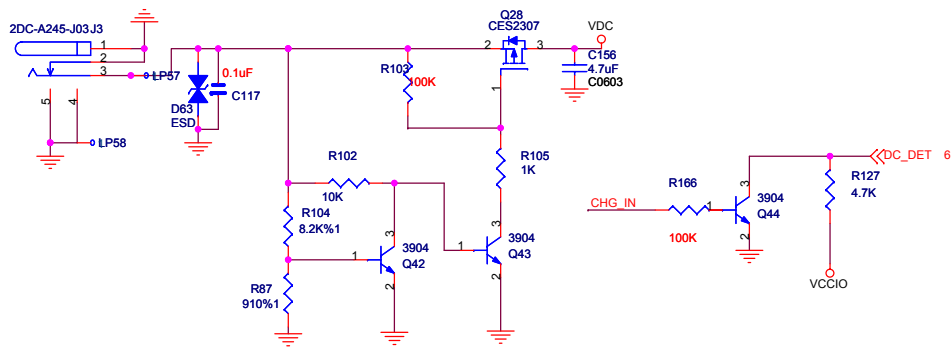 2DC-A245-J03 J3
1
2
3
5
4
LP57
LP58
0.1uF
C117
D63
ESD
R103
100K
Q28
CES2307
2
3
1
VDC
C156
4.7uF
C0603
R102
10K
R105
1K
R104
8.2K%1
R87
910%1
1
3
2
3904
Q42
1
3
2
3904
Q43
CHG_IN
R166
100K
1
3
2
3904
Q44
R127
4.7K
DC_DET 6
VCCIO